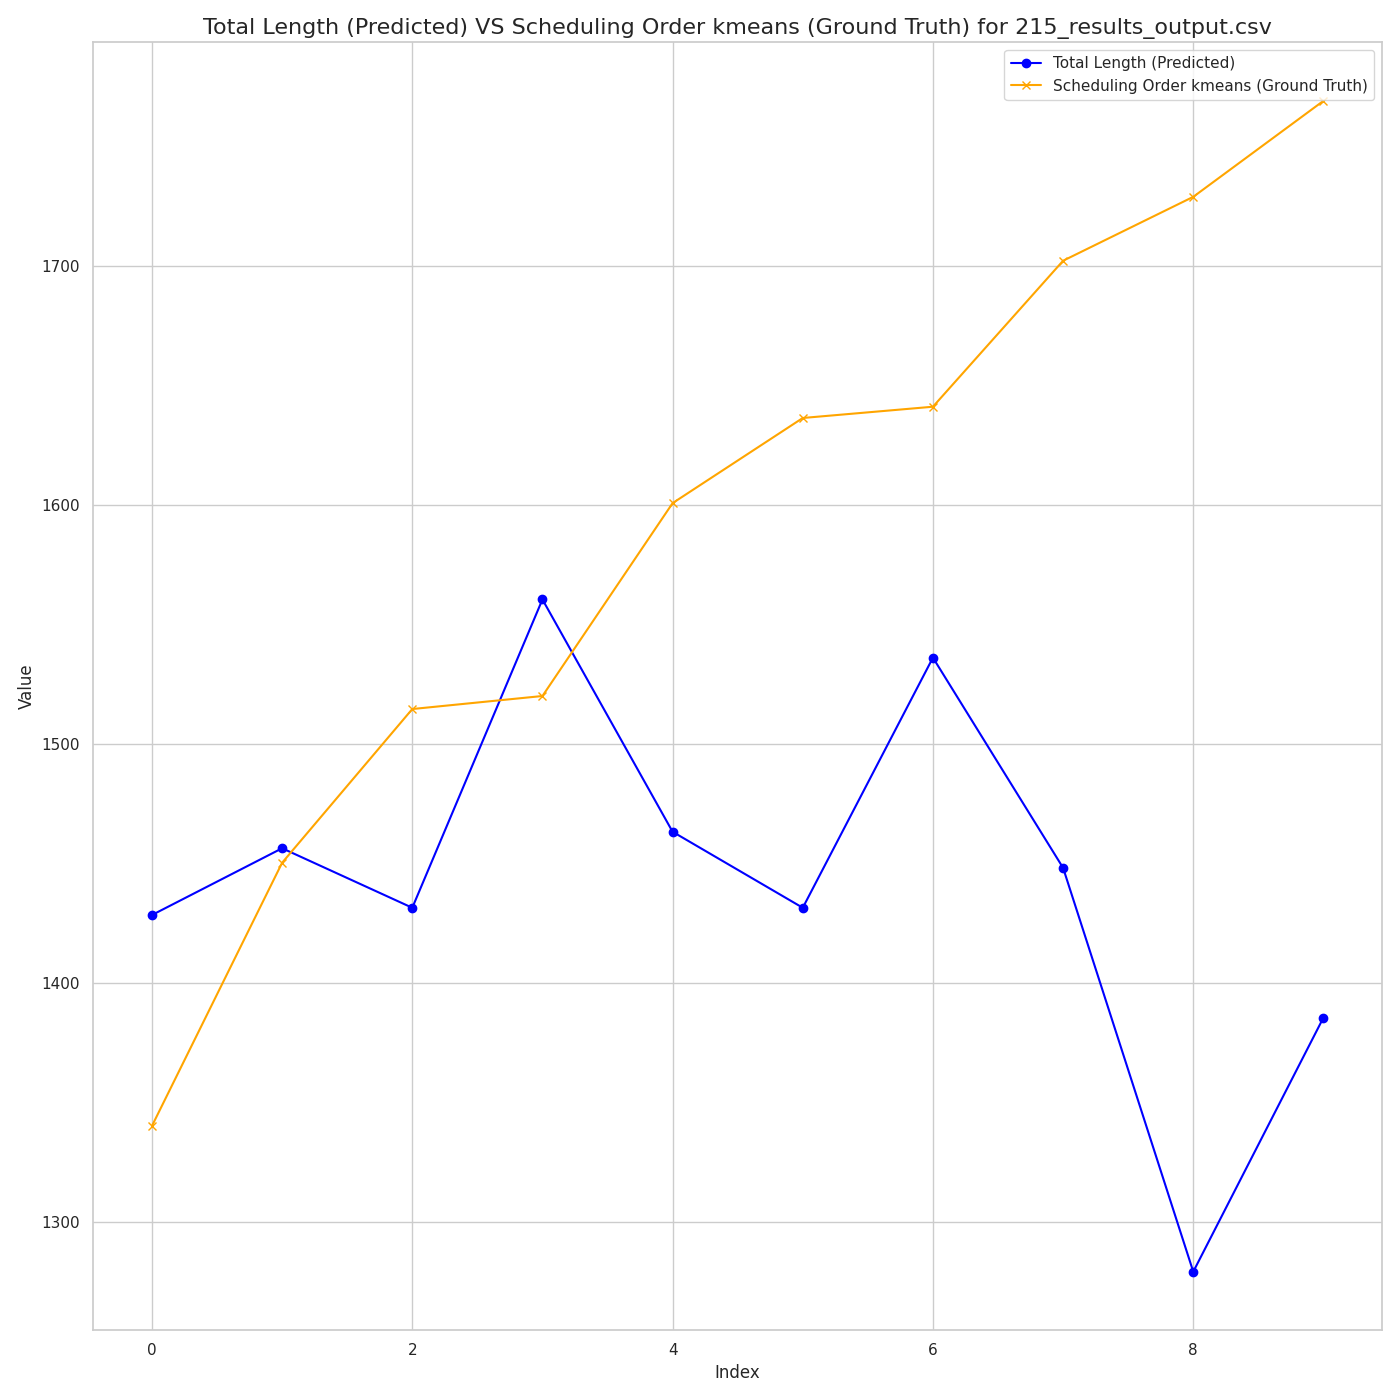 Total Length (Predicted) VS Scheduling Order kmeans (Ground Truth) for 215_results_output.csv
Total Length (Predicted)
Scheduling Order kmeans (Ground Truth)
1700
1600
1500
1400
1300
Value
0 2 4 6 8
Index